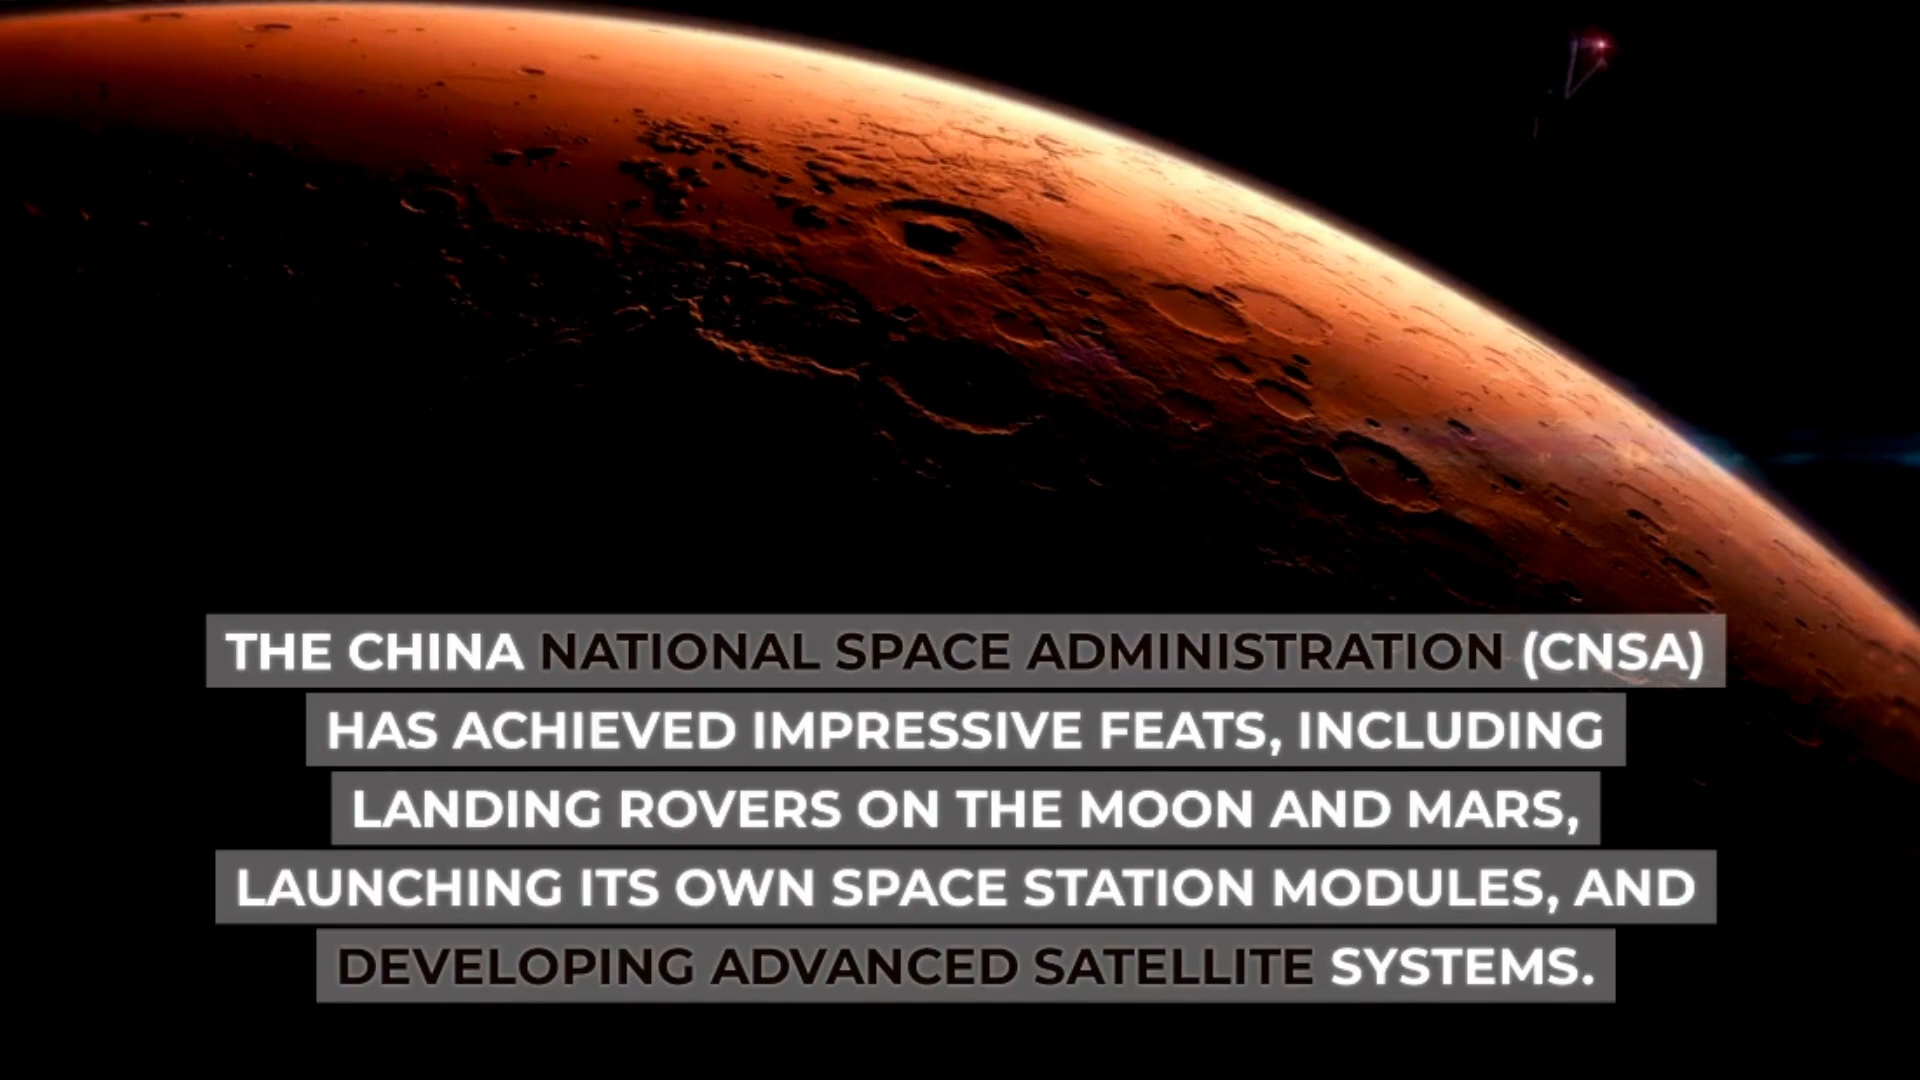 THE CHINA NATIONAL SPACE ADMINISTRATION (CNSA)
HAS ACHIEVED IMPRESSIVE FEATS, INCLUDING
LANDING ROVERS ON THE MOON AND MARS,
LAUNCHING ITS OWN SPACE STATION MODULES, AND
DEVELOPING ADVANCED SATELLITE SYSTEMS.